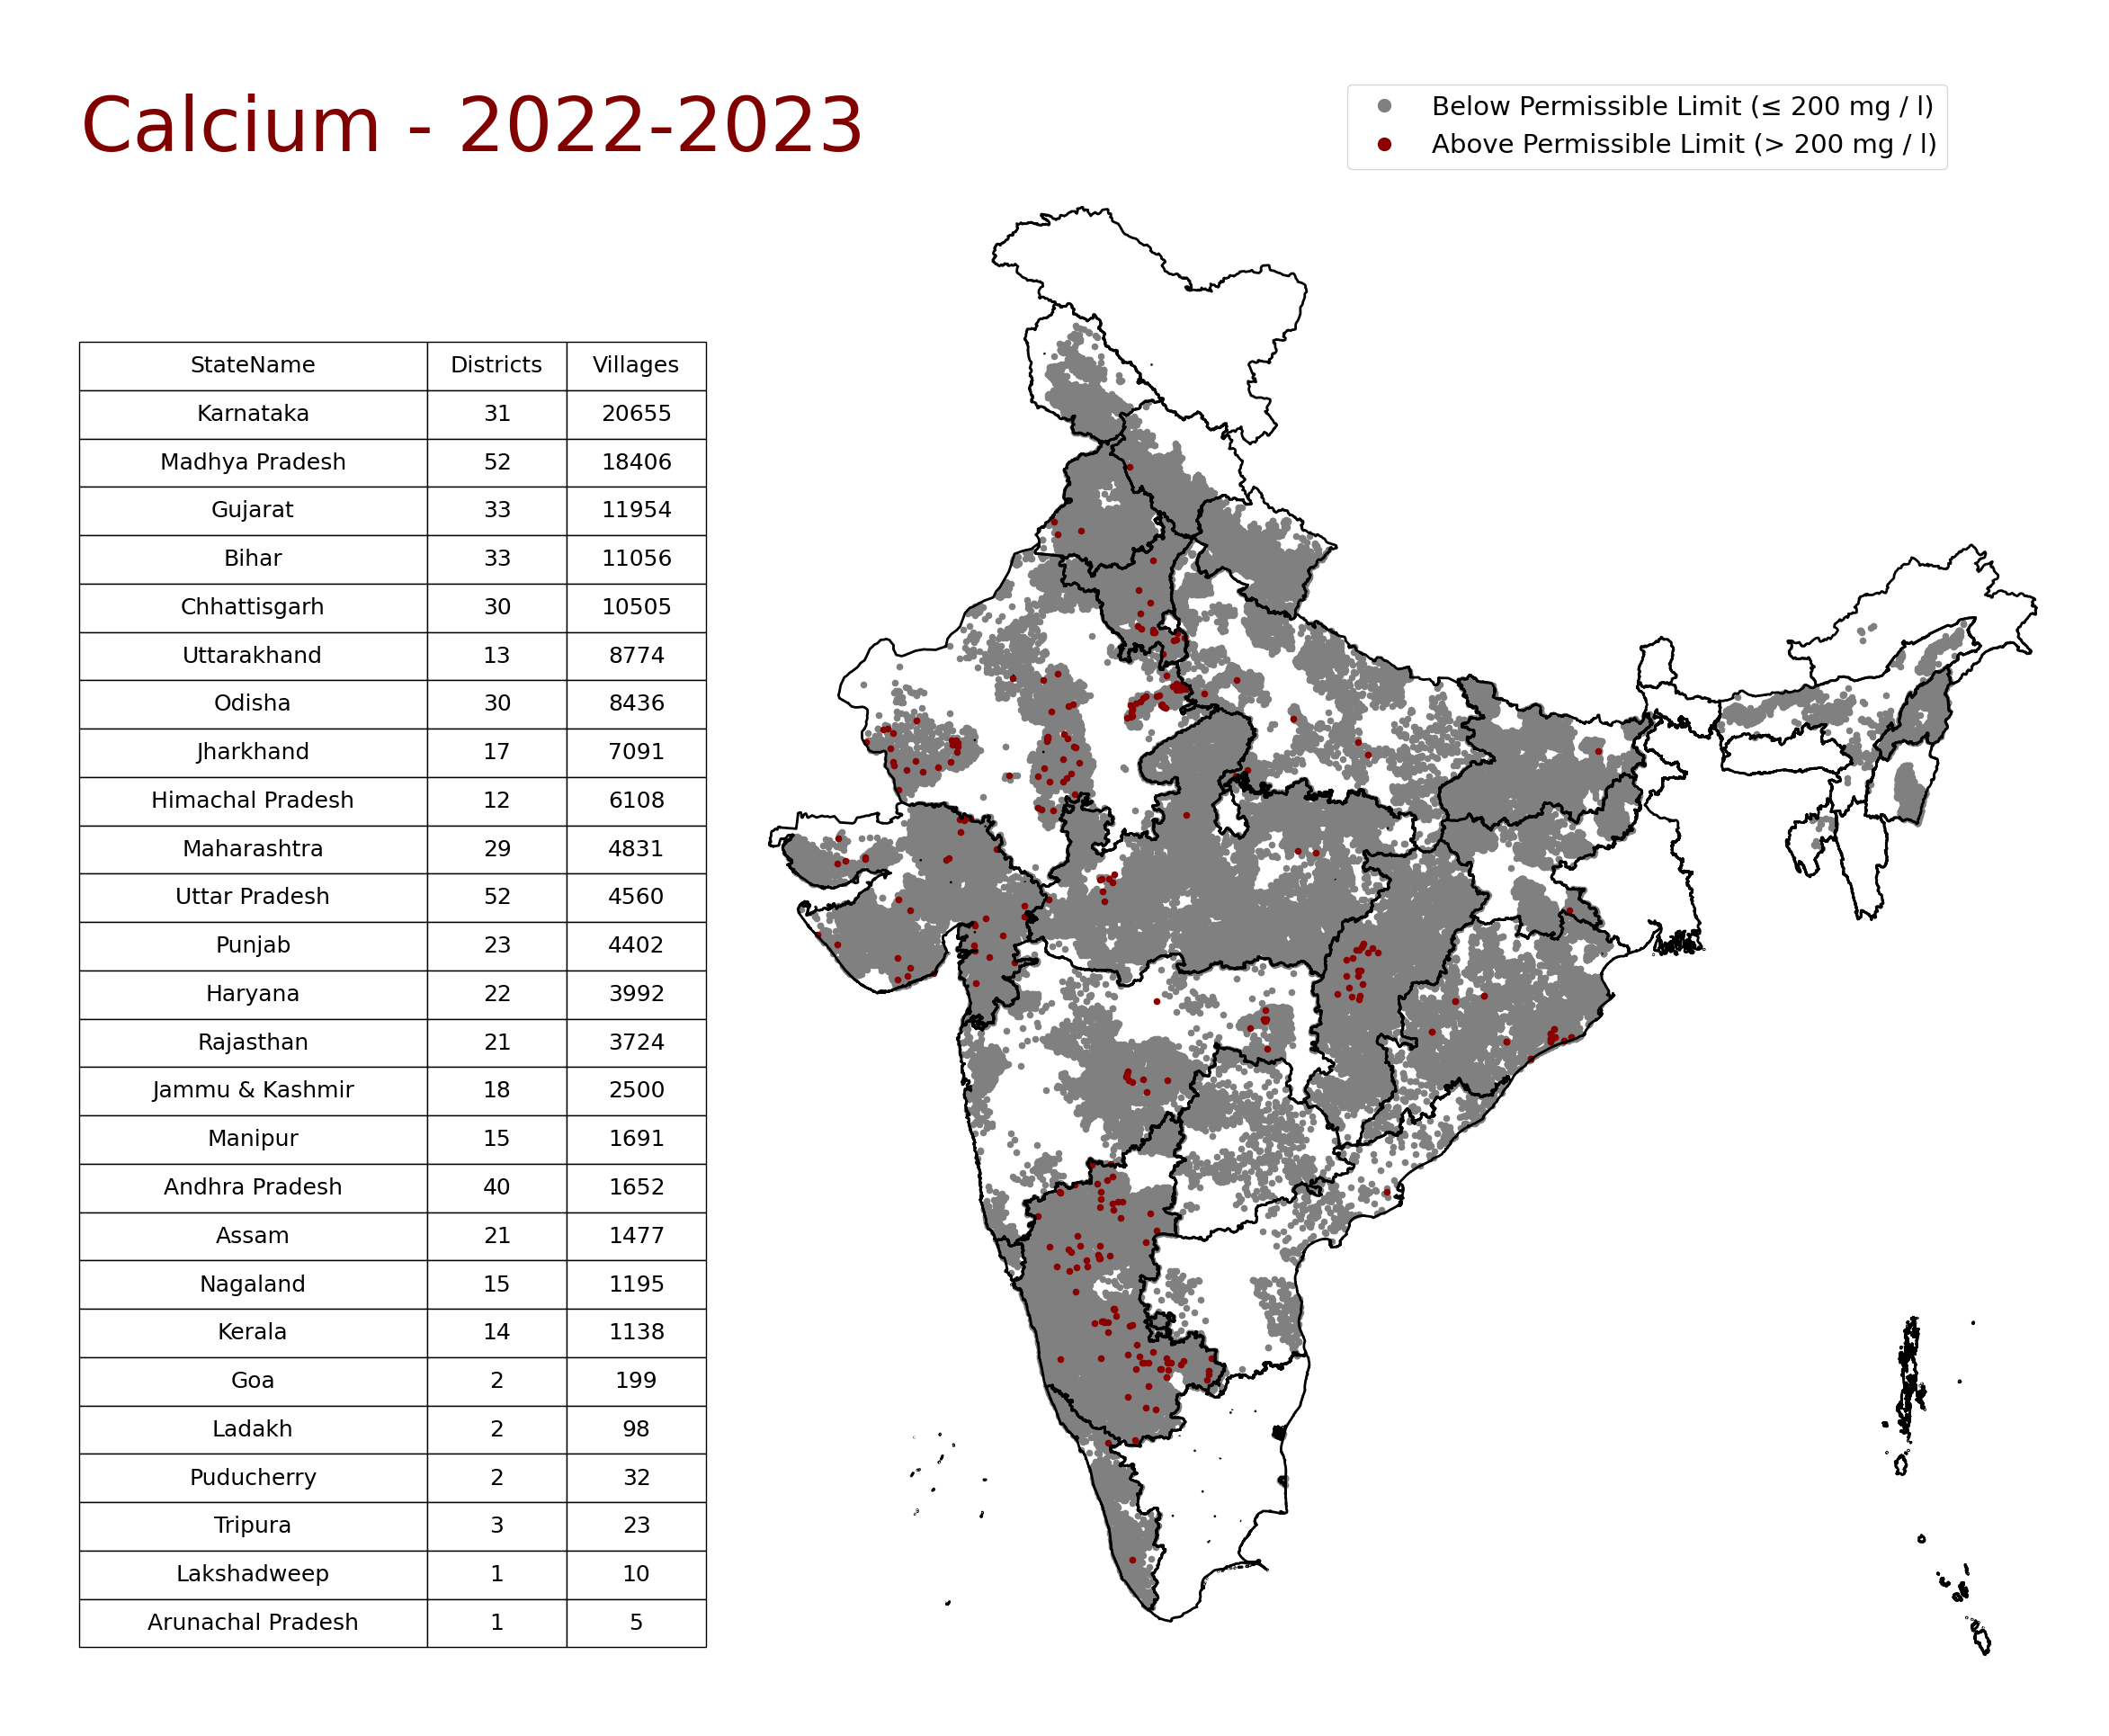 Calcium - 2022-2023
Below Permissible Limit (≤ 200 mg / l)
Above Permissible Limit (> 200 mg / l)
StateName Districts Villages
Karnataka 31 20655
Madhya Pradesh 52 18406
Gujarat 33 11954
Bihar 33 11056
Chhattisgarh 30 10505
Uttarakhand 13 8774
Odisha 30 8436
Jharkhand 17 7091
Himachal Pradesh 12 6108
Maharashtra 29 4831
Uttar Pradesh 52 4560
Punjab 23 4402
Haryana 22 3992
Rajasthan 21 3724
Jammu & Kashmir 18 2500
Manipur 15 1691
Andhra Pradesh 40 1652
Assam 21 1477
Nagaland 15 1195
Kerala 14 1138
Goa 2 199
Ladakh 2 98
Puducherry 2 32
Tripura 3 23
Lakshadweep 1 10
Arunachal Pradesh 1 5